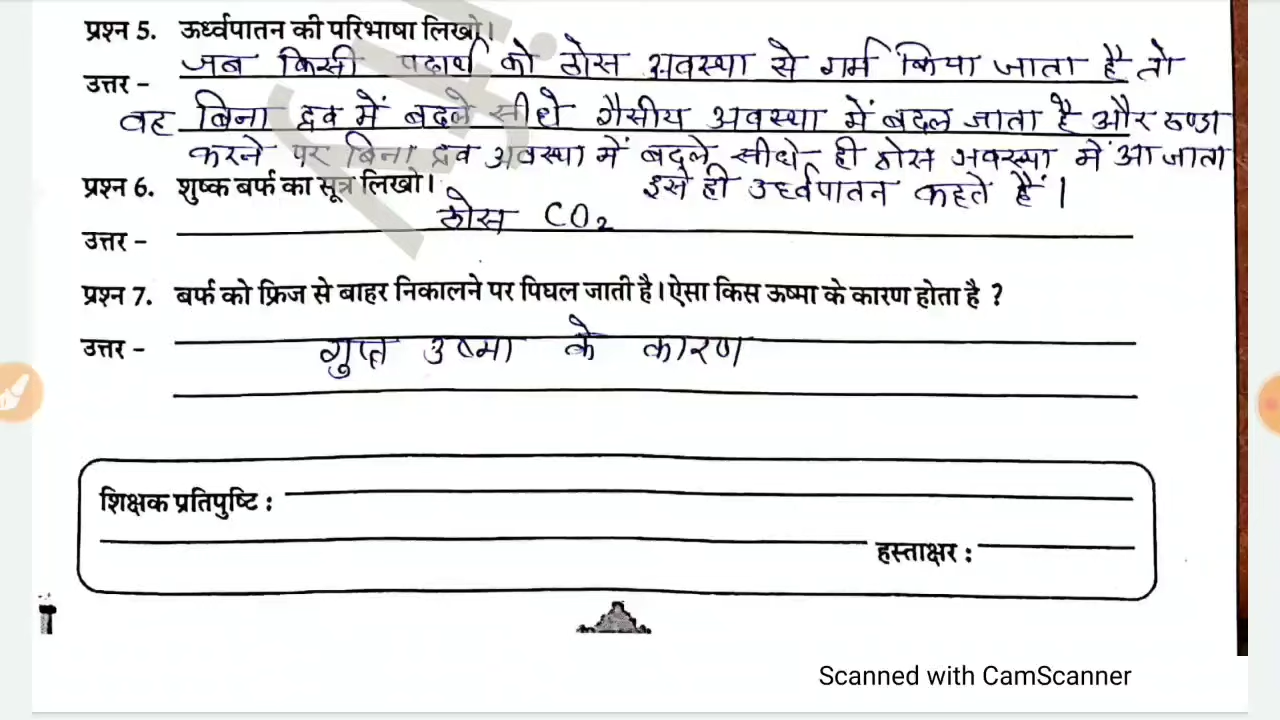 प्रश्न 5. ऊर्ध्वपातन की परिभाषा लिखो।
उत्तर - जब किसी पदार्थ को ठोस अवस्था से गर्म किया जाता है तो
वह बिना द्रव में बदले सीधे गैसीय अवस्था में बदल जाता है और ठण्डा
करने पर बिना द्रव अवस्था में बदले सीधे ही ठोस अवस्था में आ जाता
इसे ही उर्ध्वपातन कहते हैं।
प्रश्न 6. शुष्क बर्फ का सूत्र लिखो।
उत्तर - ठोस CO₂
प्रश्न 7. बर्फ को फ्रिज से बाहर निकालने पर पिघल जाती है। ऐसा किस ऊष्मा के कारण होता है ?
उत्तर - गुप्त उष्मा के कारण
शिक्षक प्रतिपुष्टि :
हस्ताक्षर :
Scanned with CamScanner